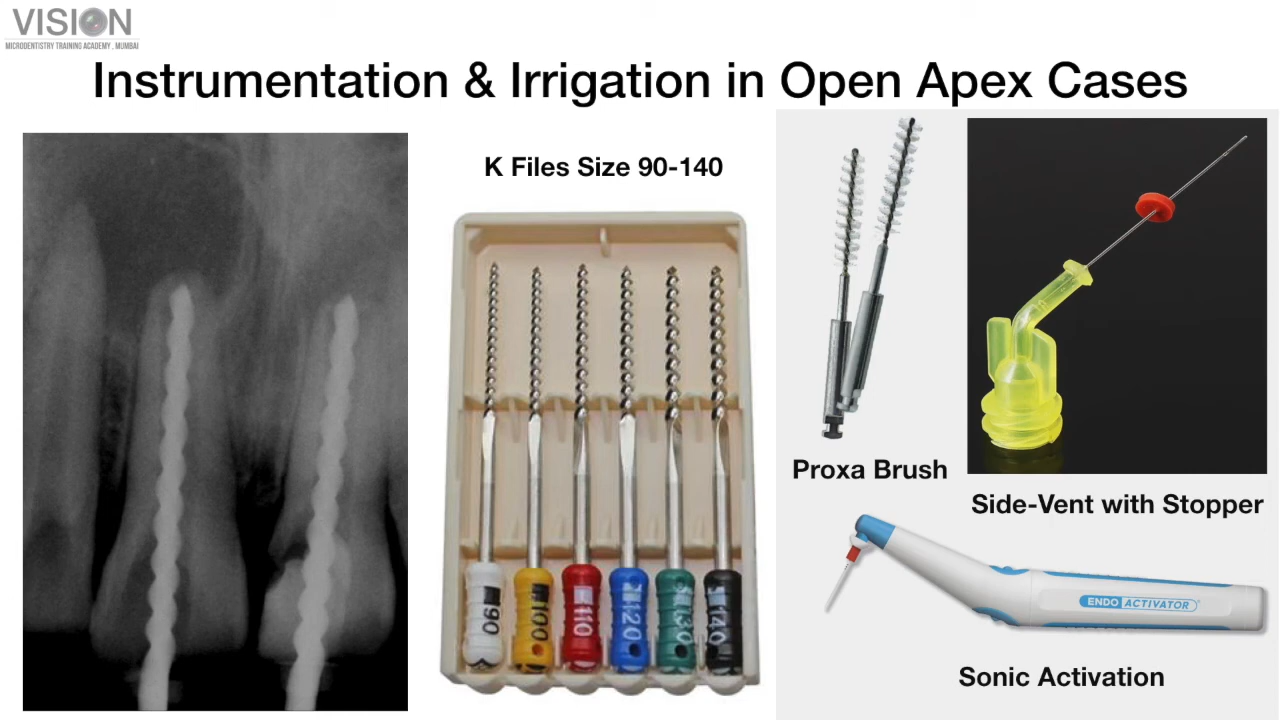 VISION
MICRODENTISTRY TRAINING ACADEMY, MUMBAI
Instrumentation & Irrigation in Open Apex Cases
K Files Size 90-140
90
100
110
120
130
140
Proxa Brush
Side-Vent with Stopper
ENDO ACTIVATOR
Sonic Activation